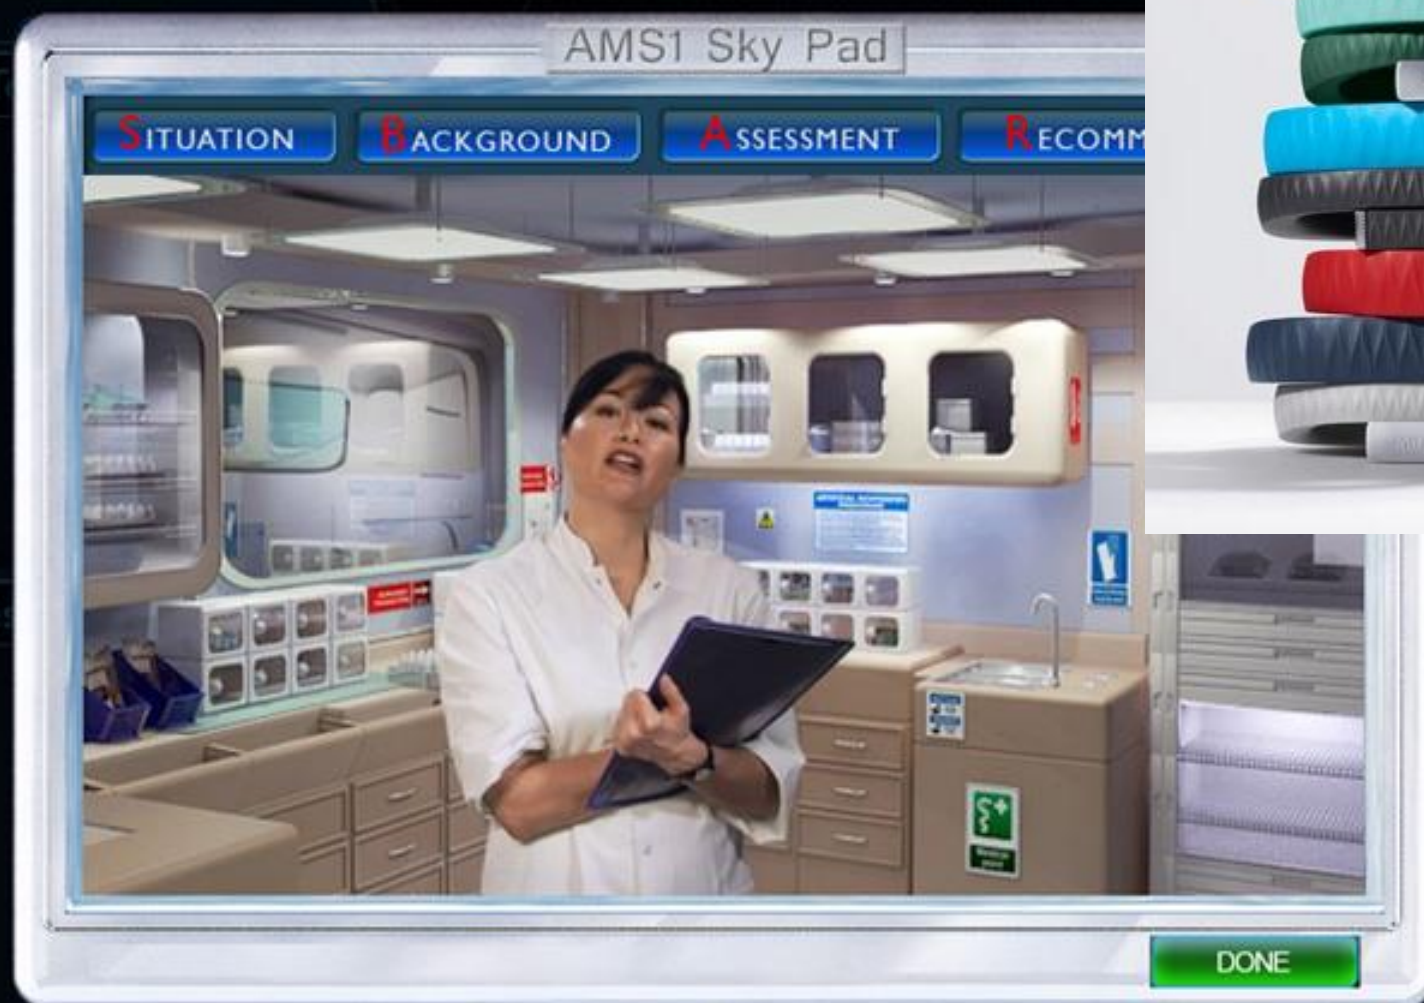 AMS1 Sky Pad
SITUATION
BACKGROUND
ASSESSMENT
RECOMM
DONE